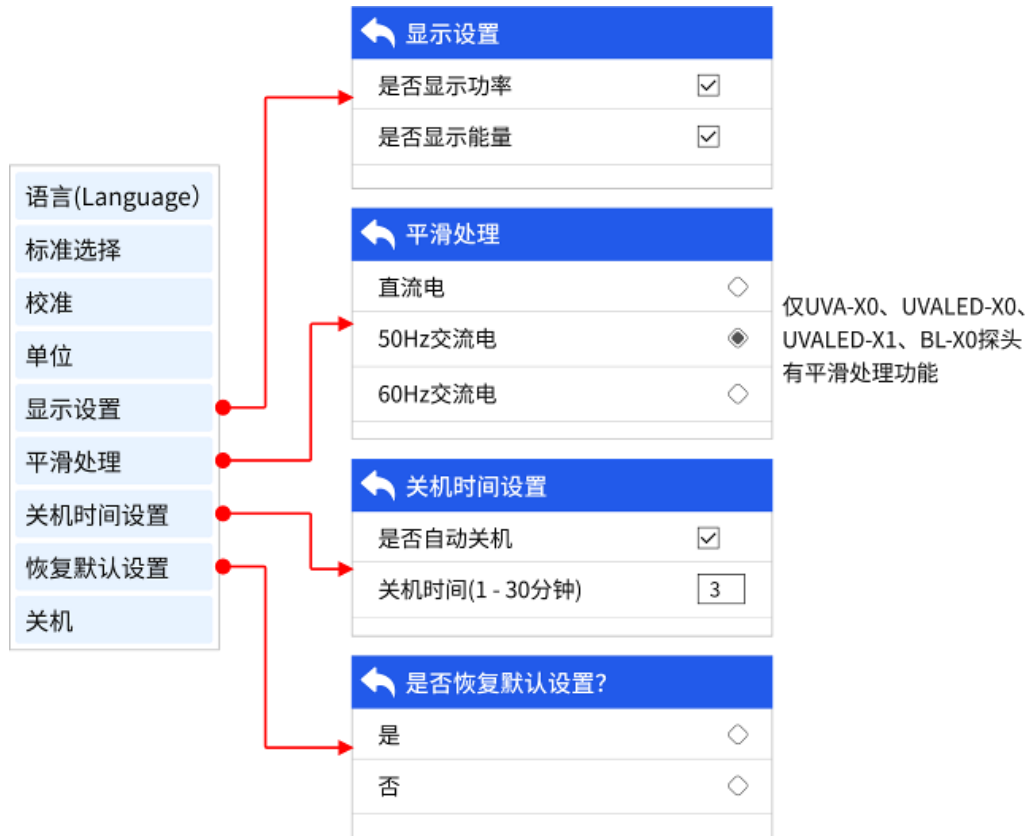 语言(Language）
标准选择
校准
单位
显示设置
平滑处理
关机时间设置
恢复默认设置
关机
显示设置
是否显示功率
是否显示能量
平滑处理
直流电
50Hz交流电
60Hz交流电
仅UVA-X0、UVALED-X0、
UVALED-X1、BL-X0探头
有平滑处理功能
关机时间设置
是否自动关机
关机时间(1 - 30分钟) 3
是否恢复默认设置?
是
否